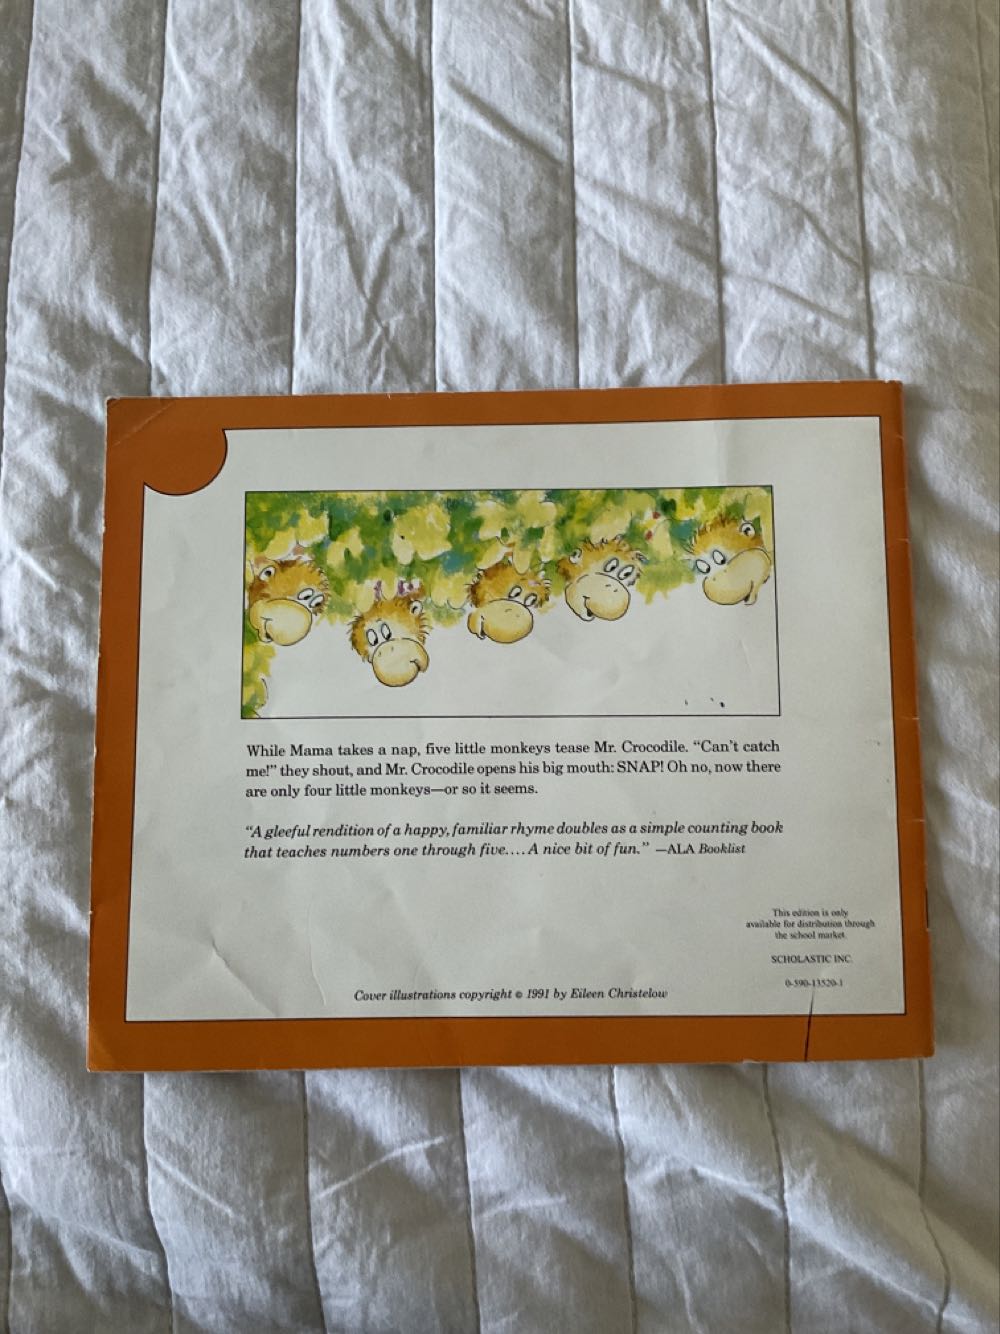 While Mama takes a nap, five little monkeys tease Mr. Crocodile. “Can’t catch
me!” they shout, and Mr. Crocodile opens his big mouth: SNAP! Oh no, now there
are only four little monkeys—or so it seems.
“A gleeful rendition of a happy, familiar rhyme doubles as a simple counting book
that teaches numbers one through five.... A nice bit of fun.” —ALA Booklist
This edition is only
available for distribution through
the school market.
SCHOLASTIC INC.
0-590-13520-1
Cover illustrations copyright © 1991 by Eileen Christelow